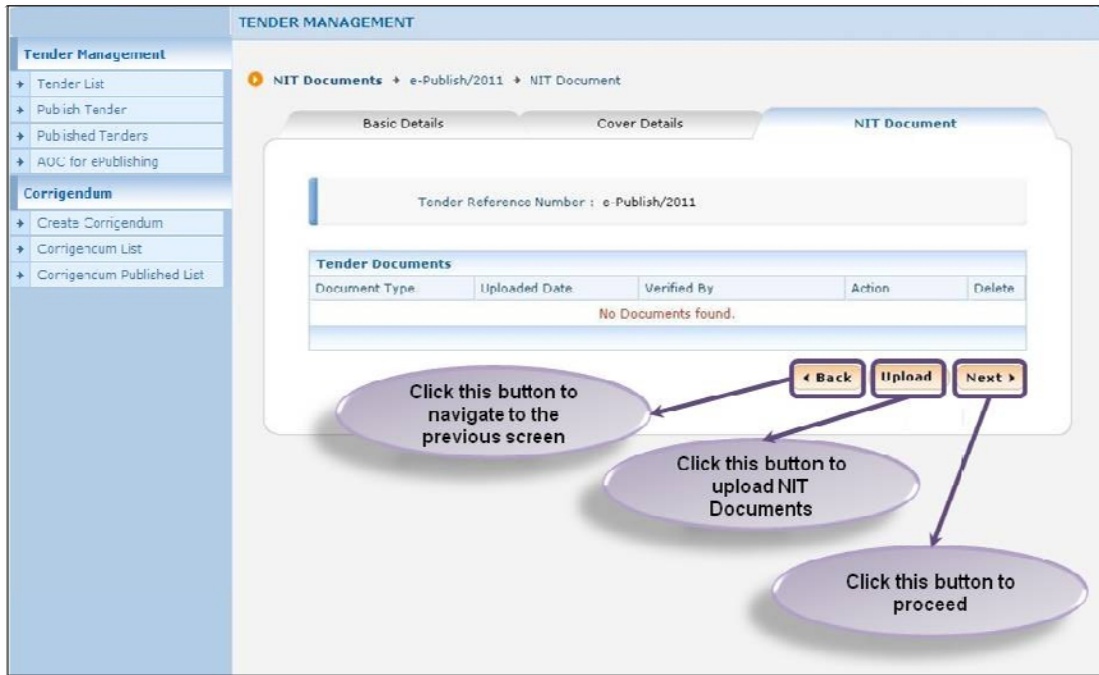 TENDER MANAGEMENT
Tender Management
Tender List
Publish Tender
Published Tenders
AOC for ePublishing
Corrigendum
Create Corrigendum
Corrigendum List
Corrigendum Published List
NIT Documents e-Publish/2011 NIT Document
Basic Details Cover Details NIT Document
Tender Reference Number : e-Publish/2011
Tender Documents
Document Type Uploaded Date Verified By Action Delete
No Documents found.
Back Upload Next
Click this button to
navigate to the
previous screen
Click this button to
upload NIT
Documents
Click this button to
proceed